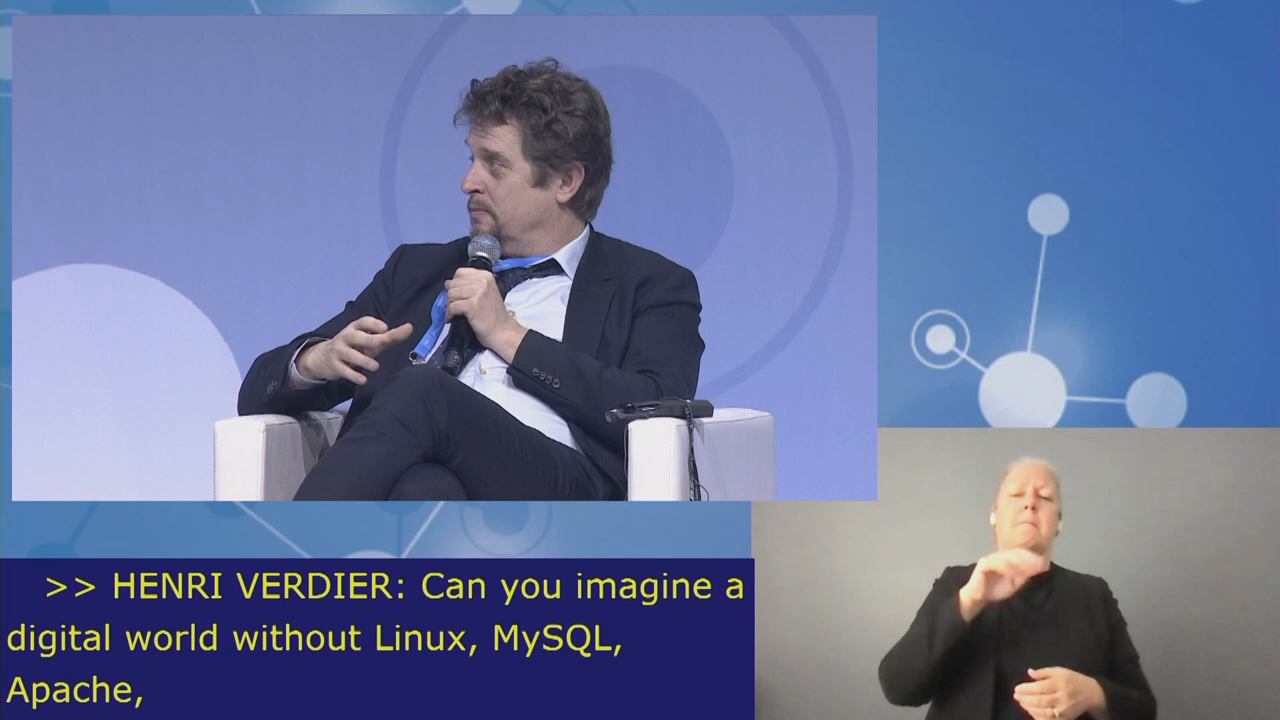 >> HENRI VERDIER: Can you imagine a
digital world without Linux, MySQL,
Apache,